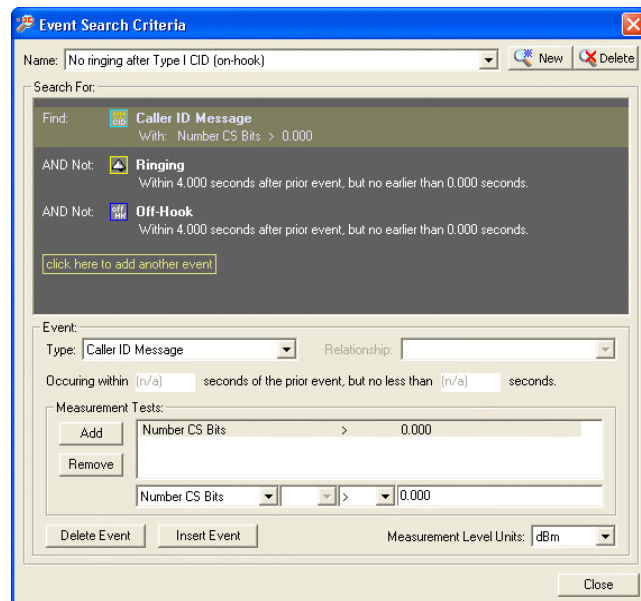 Event Search Criteria
Name: No ringing after Type I CID (on-hook) New Delete
Search For:
Find: CID Caller ID Message
With: Number CS Bits > 0.000
AND Not: Ringing
Within 4.000 seconds after prior event, but no earlier than 0.000 seconds.
AND Not: off HK Off-Hook
Within 4.000 seconds after prior event, but no earlier than 0.000 seconds.
click here to add another event
Event:
Type: Caller ID Message Relationship:
Occuring within (n/a) seconds of the prior event, but no less than (n/a) seconds.
Measurement Tests:
Add Number CS Bits > 0.000
Remove
Number CS Bits > 0.000
Delete Event Insert Event Measurement Level Units: dBm
Close